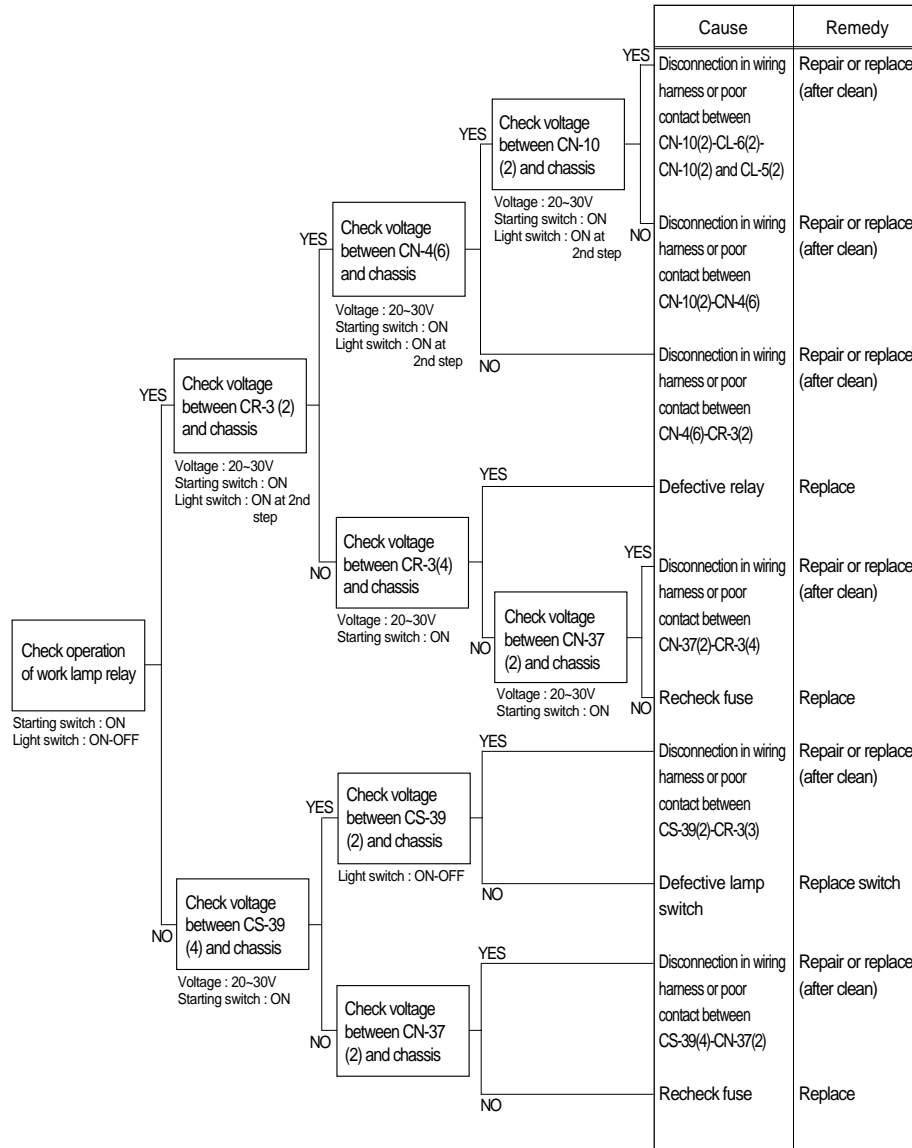 Cause
Remedy
YES
Disconnection in wiring
harness or poor
contact between
CN-10(2)-CL-6(2)-
CN-10(2) and CL-5(2)
Repair or replace
(after clean)
YES
Check voltage
between CN-10
(2) and chassis
Voltage : 20~30V
Starting switch : ON
Light switch : ON at
2nd step
NO
Disconnection in wiring
harness or poor
contact between
CN-10(2)-CN-4(6)
Repair or replace
(after clean)
YES
Check voltage
between CN-4(6)
and chassis
Voltage : 20~30V
Starting switch : ON
Light switch : ON at
2nd step
NO
Disconnection in wiring
harness or poor
contact between
CN-4(6)-CR-3(2)
Repair or replace
(after clean)
YES
Check voltage
between CR-3 (2)
and chassis
Voltage : 20~30V
Starting switch : ON
Light switch : ON at 2nd
step
YES
Defective relay
Replace
NO
Check voltage
between CR-3(4)
and chassis
Voltage : 20~30V
Starting switch : ON
YES
Disconnection in wiring
harness or poor
contact between
CN-37(2)-CR-3(4)
Repair or replace
(after clean)
NO
Check voltage
between CN-37
(2) and chassis
Voltage : 20~30V
Starting switch : ON
NO
Recheck fuse
Replace
Check operation
of work lamp relay
Starting switch : ON
Light switch : ON-OFF
YES
Disconnection in wiring
harness or poor
contact between
CS-39(2)-CR-3(3)
Repair or replace
(after clean)
YES
Check voltage
between CS-39
(2) and chassis
Light switch : ON-OFF
NO
Defective lamp
switch
Replace switch
NO
Check voltage
between CS-39
(4) and chassis
Voltage : 20~30V
Starting switch : ON
YES
Disconnection in wiring
harness or poor
contact between
CS-39(4)-CN-37(2)
Repair or replace
(after clean)
NO
Check voltage
between CN-37
(2) and chassis
NO
Recheck fuse
Replace